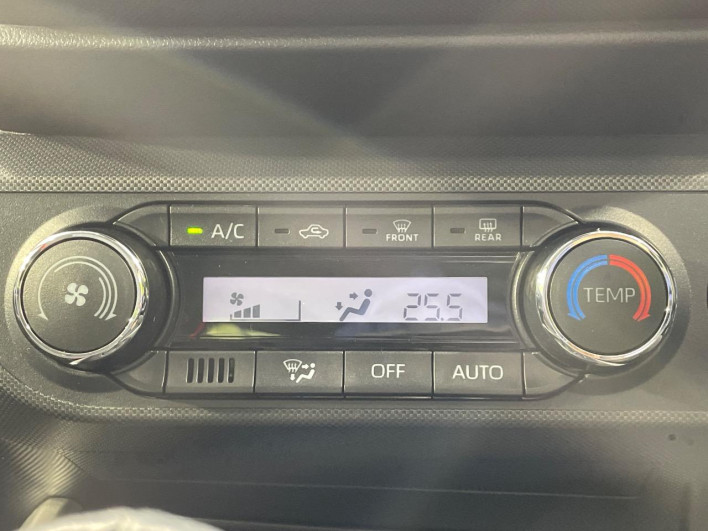 A/C
FRONT
REAR
25.5
TEMP
OFF
AUTO